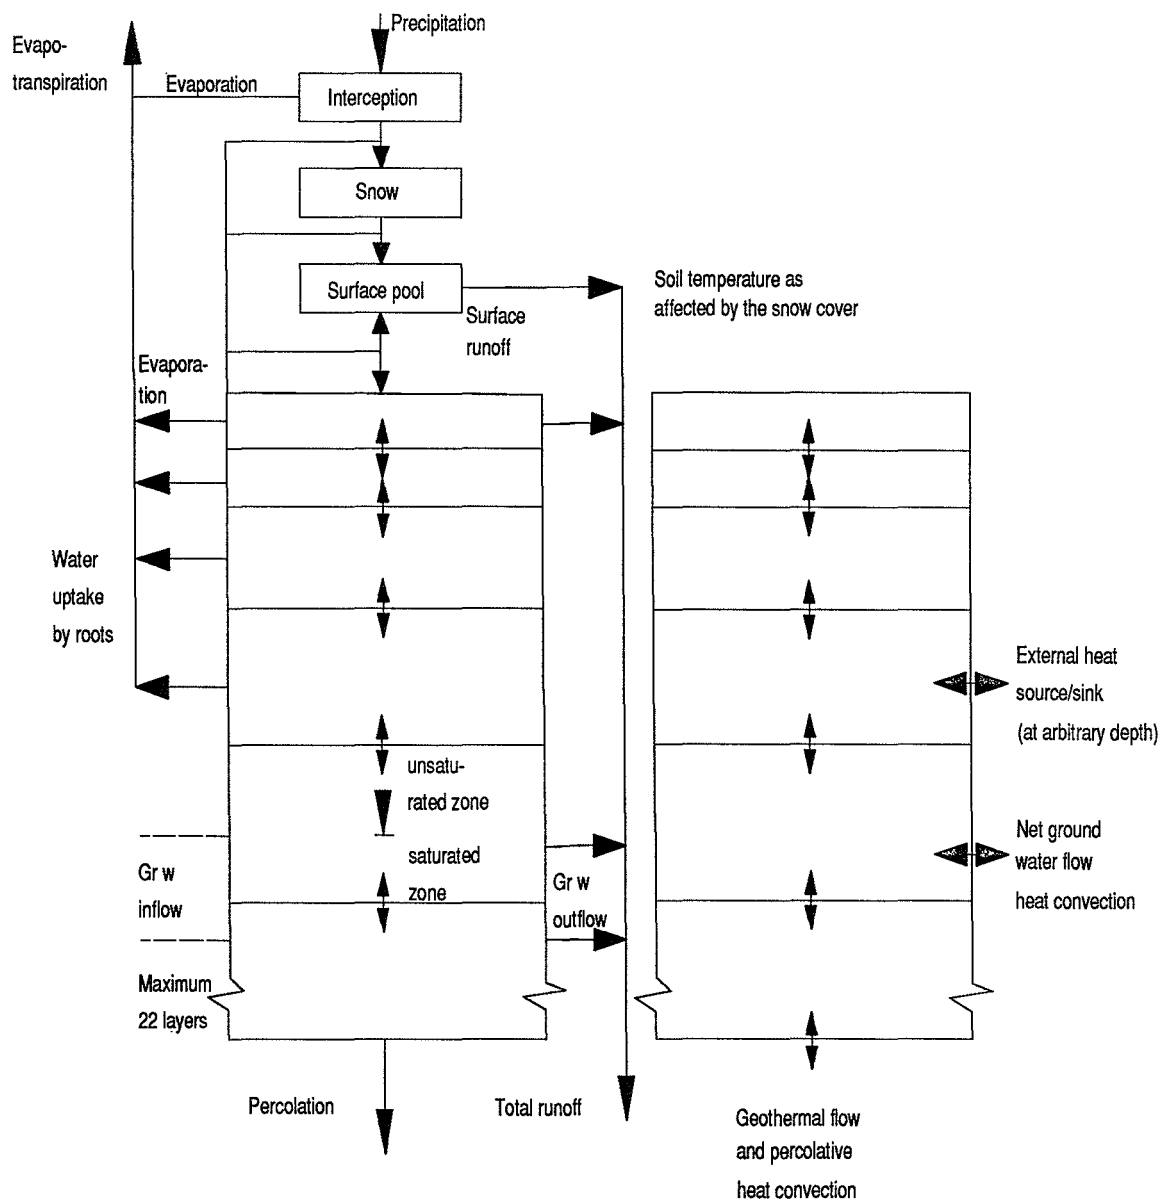 Precipitation
Evapo-
transpiration
Evaporation
Interception
Snow
Surface pool
Surface
runoff
Soil temperature as
affected by the snow cover
Evapora-
tion
Water
uptake
by roots
External heat
source/sink
(at arbitrary depth)
unsatu-
rated zone
saturated
zone
Gr w
inflow
Gr w
outflow
Net ground
water flow
heat convection
Maximum
22 layers
Percolation
Total runoff
Geothermal flow
and percolative
heat convection